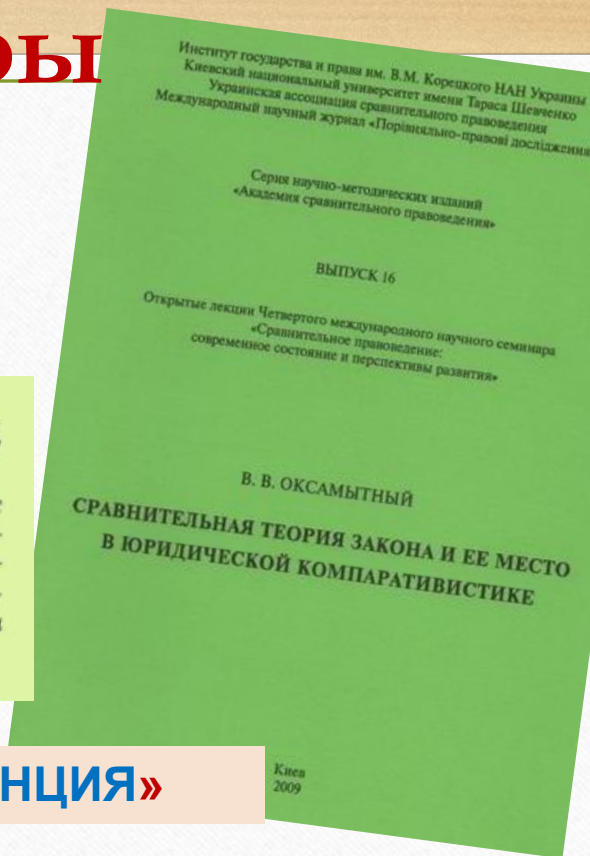 ры
Институт государства и права им. В.М. Корецкого НАН Украины
Киевский национальный университет имени Тараса Шевченко
Украинская ассоциация сравнительного правоведения
Международный научный журнал «Порівняльно-правові дослідження
Серия научно-методических изданий
«Академия сравнительного правоведения»
ВЫПУСК 16
Открытые лекции Четвертого международного научного семинара
«Сравнительное правоведение:
современное состояние и перспективы развития»
В. В. ОКСАМЫТНЫЙ
СРАВНИТЕЛЬНАЯ ТЕОРИЯ ЗАКОНА И ЕЕ МЕСТО
В ЮРИДИЧЕСКОЙ КОМПАРАТИВИСТИКЕ
Киев
2009
НЦИЯ»